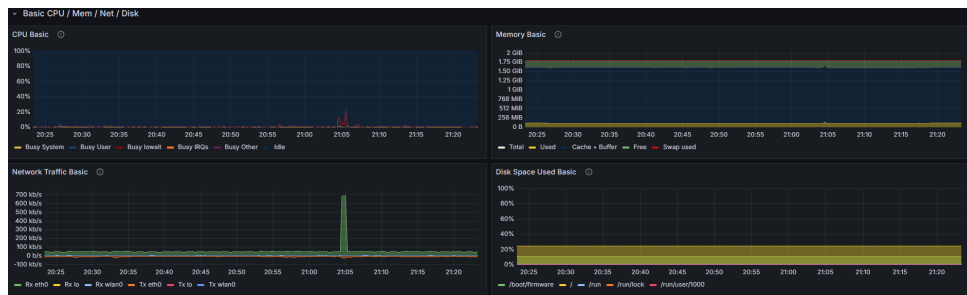 Basic CPU / Mem / Net / Disk
CPU Basic
100%
80%
60%
40%
20%
0%
20:25 20:30 20:35 20:40 20:45 20:50 20:55 21:00 21:05 21:10 21:15 21:20
Busy System Busy User Busy Iowait Busy IRQs Busy Other Idle
Memory Basic
2 GiB
1.75 GiB
1.50 GiB
1.25 GiB
1 GiB
768 MiB
512 MiB
256 MiB
0 B
20:25 20:30 20:35 20:40 20:45 20:50 20:55 21:00 21:05 21:10 21:15 21:20
Total Used Cache + Buffer Free Swap used
Network Traffic Basic
700 kb/s
600 kb/s
500 kb/s
400 kb/s
300 kb/s
200 kb/s
100 kb/s
0 b/s
-100 kb/s
20:25 20:30 20:35 20:40 20:45 20:50 20:55 21:00 21:05 21:10 21:15 21:20
Rx eth0 Rx lo Rx wlan0 Tx eth0 Tx lo Tx wlan0
Disk Space Used Basic
100%
80%
60%
40%
20%
0%
20:25 20:30 20:35 20:40 20:45 20:50 20:55 21:00 21:05 21:10 21:15 21:20
/boot/firmware / /run /run/lock /run/user/1000